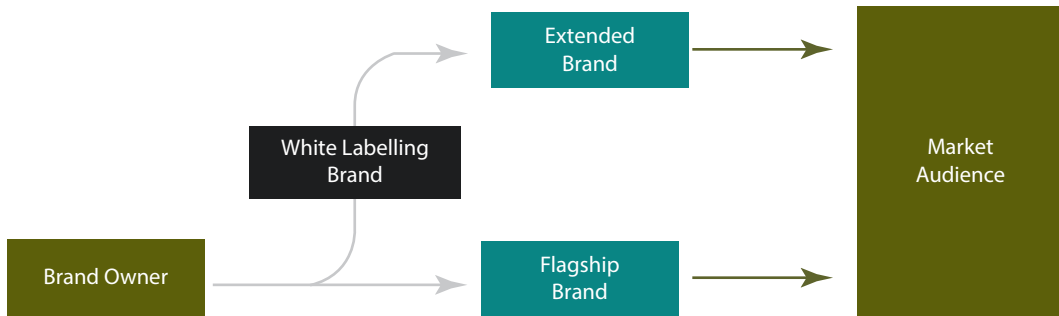 Extended
Brand
White Labelling
Brand
Market
Audience
Brand Owner
Flagship
Brand